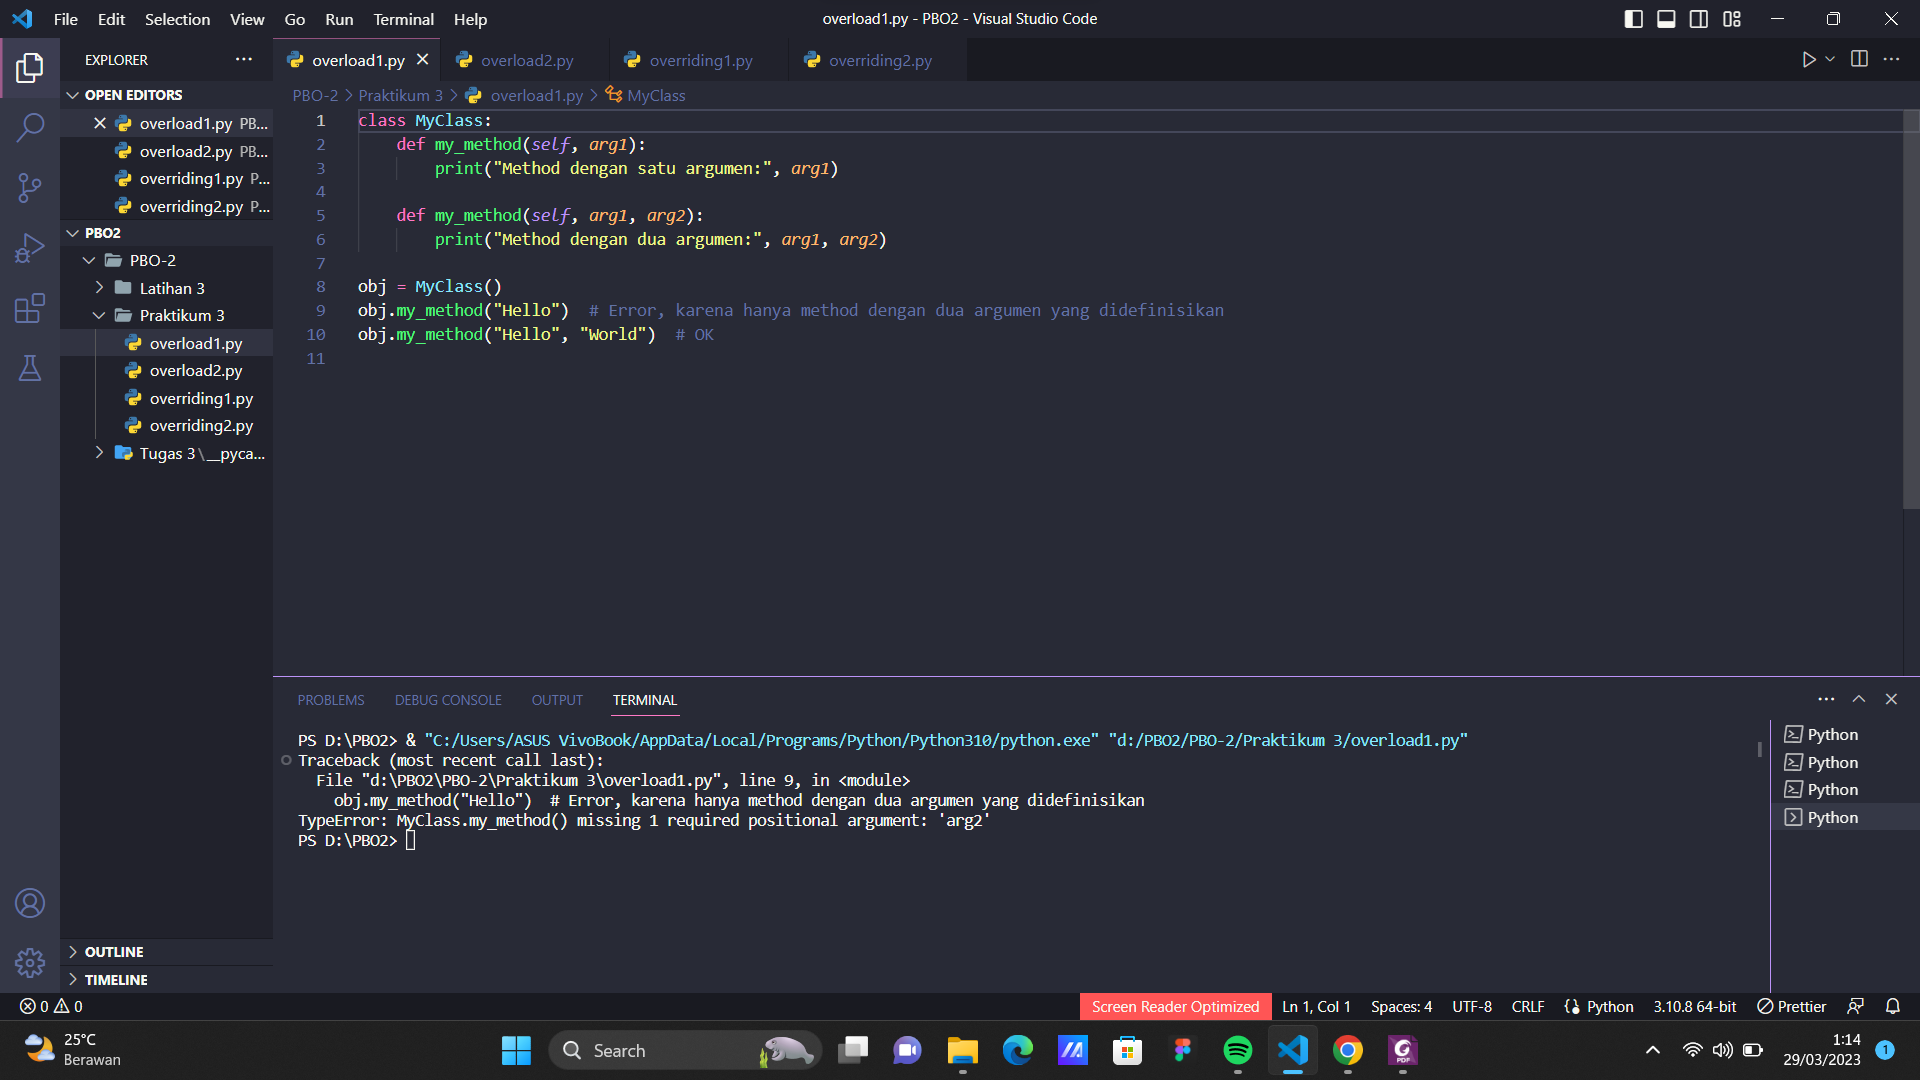 File Edit Selection View Go Run Terminal Help
overload1.py - PBO2 - Visual Studio Code
EXPLORER
overload1.py
overload2.py
overriding1.py
overriding2.py
OPEN EDITORS
overload1.py PB...
overload2.py PB...
overriding1.py P...
overriding2.py P...
PBO2
PBO-2
Latihan 3
Praktikum 3
overload1.py
overload2.py
overriding1.py
overriding2.py
Tugas 3\__pyca...
OUTLINE
TIMELINE
PBO-2 > Praktikum 3 > overload1.py > MyClass
1 class MyClass:
2 def my_method(self, arg1):
3 print("Method dengan satu argumen:", arg1)
4
5 def my_method(self, arg1, arg2):
6 print("Method dengan dua argumen:", arg1, arg2)
7
8 obj = MyClass()
9 obj.my_method("Hello") # Error, karena hanya method dengan dua argumen yang didefinisikan
10 obj.my_method("Hello", "World") # OK
11
PROBLEMS DEBUG CONSOLE OUTPUT TERMINAL
PS D:\PBO2> & "C:/Users/ASUS VivoBook/AppData/Local/Programs/Python/Python310/python.exe" "d:/PBO2/PBO-2/Praktikum 3/overload1.py"
Traceback (most recent call last):
File "d:\PBO2\PBO-2\Praktikum 3\overload1.py", line 9, in <module>
obj.my_method("Hello") # Error, karena hanya method dengan dua argumen yang didefinisikan
TypeError: MyClass.my_method() missing 1 required positional argument: 'arg2'
PS D:\PBO2>
Python
Python
Python
Python
0 0
Screen Reader Optimized Ln 1, Col 1 Spaces: 4 UTF-8 CRLF Python 3.10.8 64-bit Prettier
25°C
Berawan
Search
PDF
1:14
29/03/2023
1